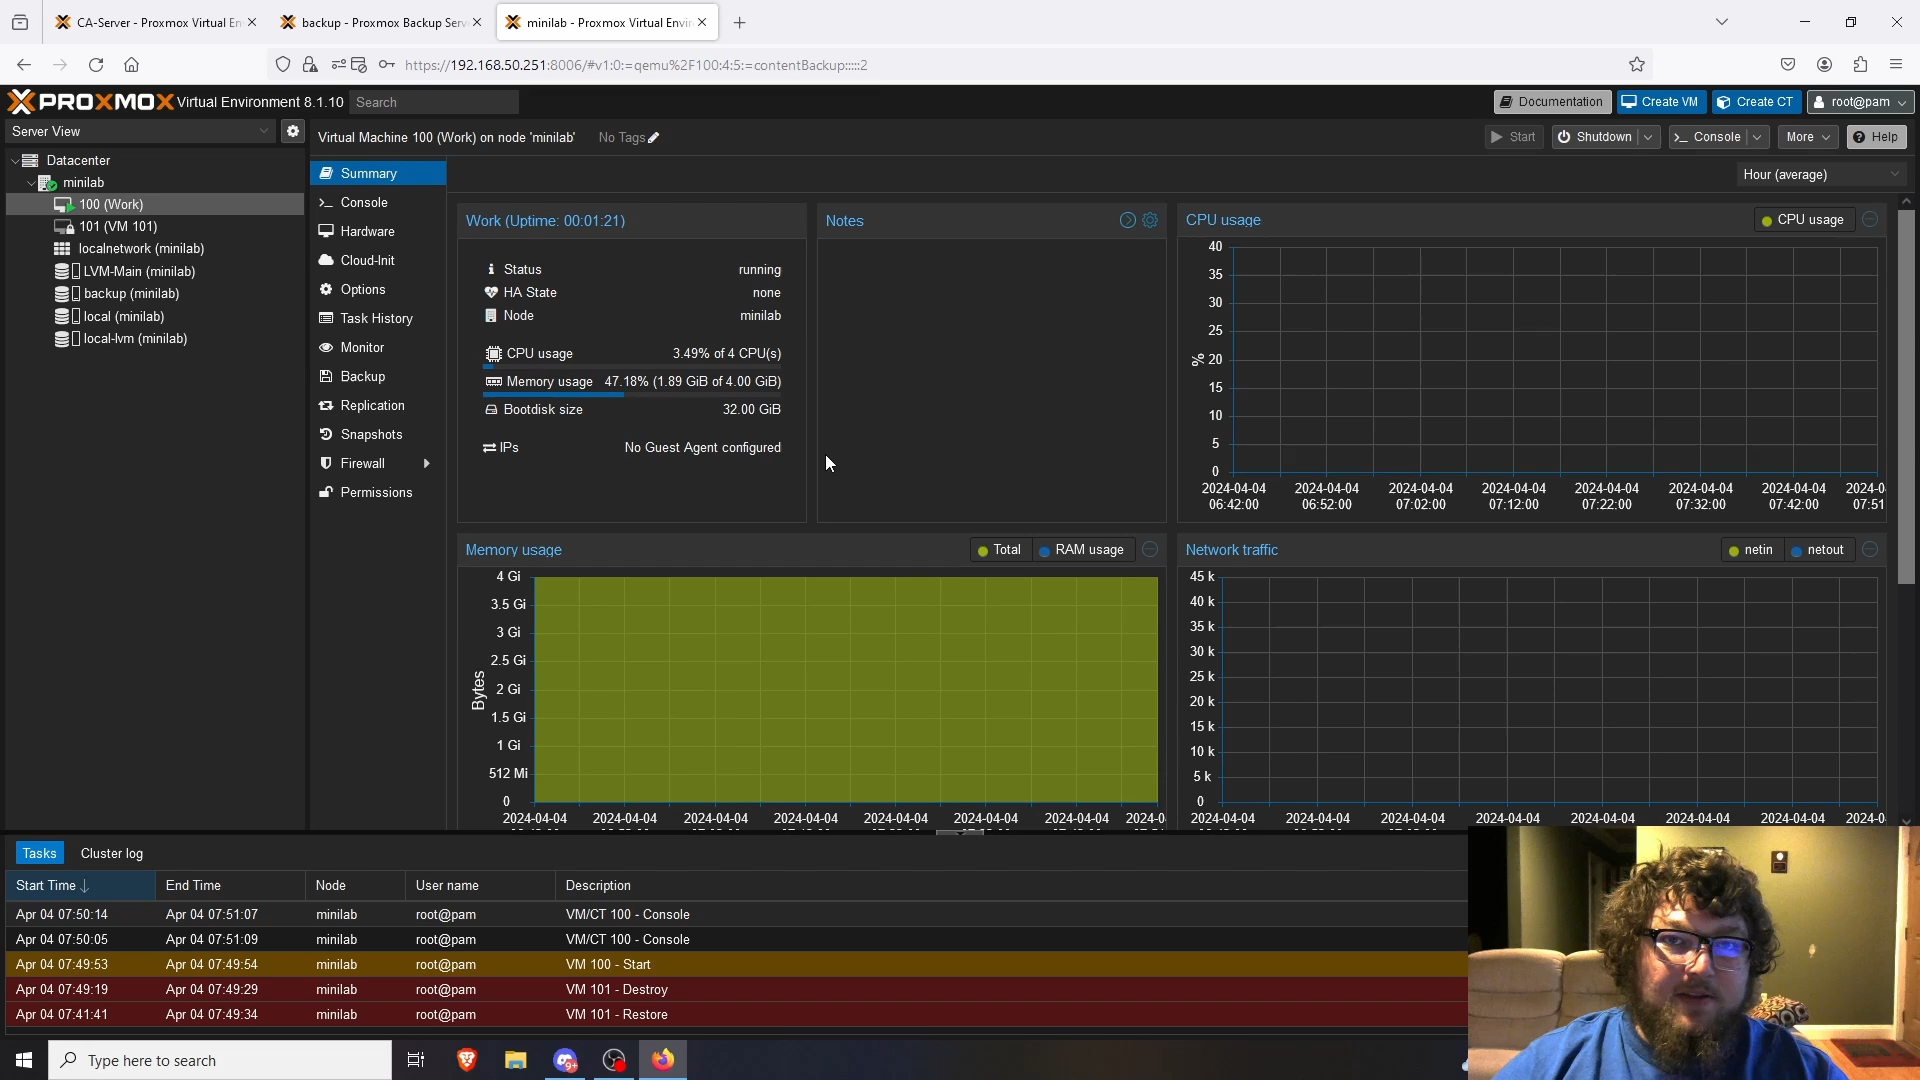 CA-Server - Proxmox Virtual En
backup - Proxmox Backup Serv
minilab - Proxmox Virtual Envir
https://192.168.50.251:8006/#v1:0:=qemu%2F100:4:5:=contentBackup:::::2
PROXMOX Virtual Environment 8.1.10
Search
Documentation
Create VM
Create CT
root@pam
Server View
Virtual Machine 100 (Work) on node 'minilab'
No Tags
Start
Shutdown
Console
More
Help
Datacenter
minilab
100 (Work)
101 (VM 101)
localnetwork (minilab)
LVM-Main (minilab)
backup (minilab)
local (minilab)
local-lvm (minilab)
Summary
Console
Hardware
Cloud-Init
Options
Task History
Monitor
Backup
Replication
Snapshots
Firewall
Permissions
Hour (average)
Work (Uptime: 00:01:21)
Status running
HA State none
Node minilab
CPU usage 3.49% of 4 CPU(s)
Memory usage 47.18% (1.89 GiB of 4.00 GiB)
Bootdisk size 32.00 GiB
IPs No Guest Agent configured
Notes
CPU usage
CPU usage
40
35
30
25
20
15
10
5
0
%
2024-04-04 2024-04-04 2024-04-04 2024-04-04 2024-04-04 2024-04-04 2024-04-04 2024-0
06:42:00 06:52:00 07:02:00 07:12:00 07:22:00 07:32:00 07:42:00 07:51
Memory usage
Total
RAM usage
4 Gi
3.5 Gi
3 Gi
2.5 Gi
2 Gi
1.5 Gi
1 Gi
512 Mi
0
Bytes
2024-04-04 2024-04-04 2024-04-04 2024-04-04 2024-04-04 2024-04-04 2024-04-04 2024-0
Network traffic
netin
netout
45 k
40 k
35 k
30 k
25 k
20 k
15 k
10 k
5 k
0
2024-04-04 2024-04-04 2024-04-04 2024-04-04 2024-04-04 2024-04-04 2024-04-04 2024-0
Tasks
Cluster log
Start Time End Time Node User name Description
Apr 04 07:50:14 Apr 04 07:51:07 minilab root@pam VM/CT 100 - Console
Apr 04 07:50:05 Apr 04 07:51:09 minilab root@pam VM/CT 100 - Console
Apr 04 07:49:53 Apr 04 07:49:54 minilab root@pam VM 100 - Start
Apr 04 07:49:19 Apr 04 07:49:29 minilab root@pam VM 101 - Destroy
Apr 04 07:41:41 Apr 04 07:49:34 minilab root@pam VM 101 - Restore
Type here to search
9+